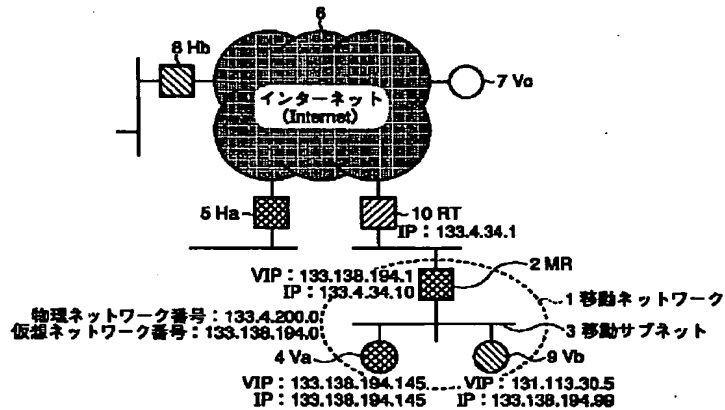 6
8 Hb
インターネット
(Internet)
7 Vc
5 Ha
10 RT
IP：133.4.34.1
VIP：133.138.194.1
IP：133.4.34.10
2 MR
1 移動ネットワーク
物理ネットワーク番号：133.4.200.0
仮想ネットワーク番号：133.138.194.0
3 移動サブネット
4 Va
9 Vb
VIP：133.138.194.145
IP：133.138.194.145
VIP：131.113.30.5
IP：133.138.194.99